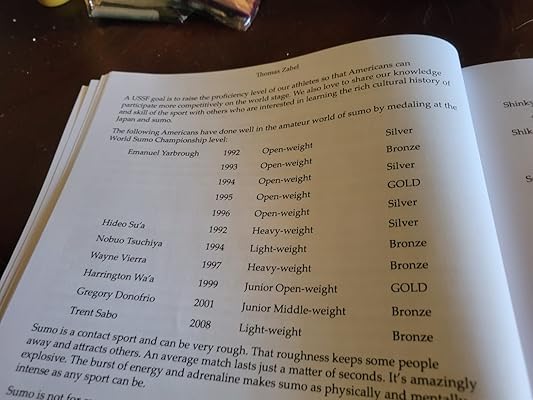 Thomas Zabel
A USSF goal is to raise the proficiency level of our athletes so that Americans can
participate more competitively on the world stage. We also love to share our knowledge
and skill of the sport with others who are interested in learning the rich cultural history of
Japan and sumo.
The following Americans have done well in the amateur world of sumo by medaling at the
World Sumo Championship level:
Emanuel Yarbrough 1992 Open-weight Silver
1993 Open-weight Bronze
1994 Open-weight Silver
1995 Open-weight GOLD
1996 Open-weight Silver
Hideo Su'a 1992 Heavy-weight Silver
Nobuo Tsuchiya 1994 Light-weight Bronze
Wayne Vierra 1997 Heavy-weight Bronze
Harrington Wa'a 1999 Junior Open-weight GOLD
Gregory Donofrio 2001 Junior Middle-weight Bronze
Trent Sabo 2008 Light-weight Bronze
Sumo is a contact sport and can be very rough. That roughness keeps some people
away and attracts others. An average match lasts just a matter of seconds. It's amazingly
explosive. The burst of energy and adrenaline makes sumo as physically and mentally
intense as any sport can be.
Sumo is not for
Shinky
Shik